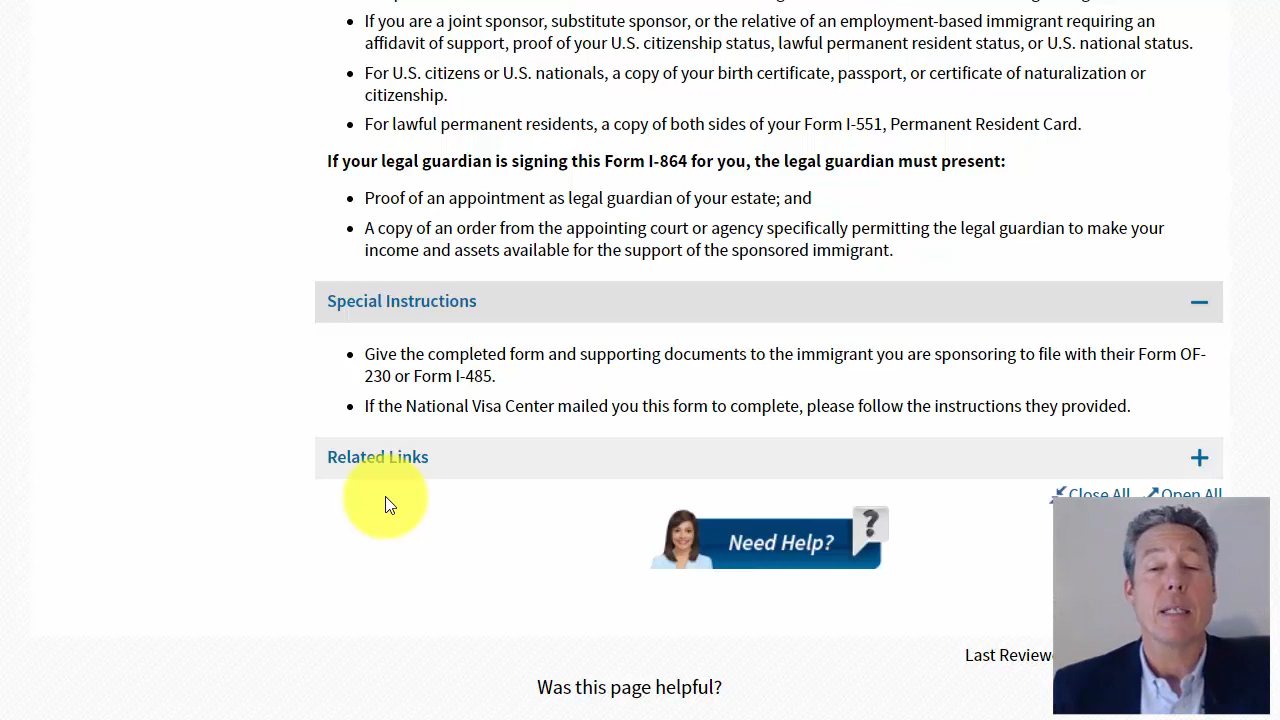 If you are a joint sponsor, substitute sponsor, or the relative of an employment-based immigrant requiring an
affidavit of support, proof of your U.S. citizenship status, lawful permanent resident status, or U.S. national status.
For U.S. citizens or U.S. nationals, a copy of your birth certificate, passport, or certificate of naturalization or
citizenship.
For lawful permanent residents, a copy of both sides of your Form I-551, Permanent Resident Card.
If your legal guardian is signing this Form I-864 for you, the legal guardian must present:
Proof of an appointment as legal guardian of your estate; and
A copy of an order from the appointing court or agency specifically permitting the legal guardian to make your
income and assets available for the support of the sponsored immigrant.
Special Instructions
Give the completed form and supporting documents to the immigrant you are sponsoring to file with their Form OF-
230 or Form I-485.
If the National Visa Center mailed you this form to complete, please follow the instructions they provided.
Related Links
Close All Open All
Need Help? ?
Last
Was this page helpful?